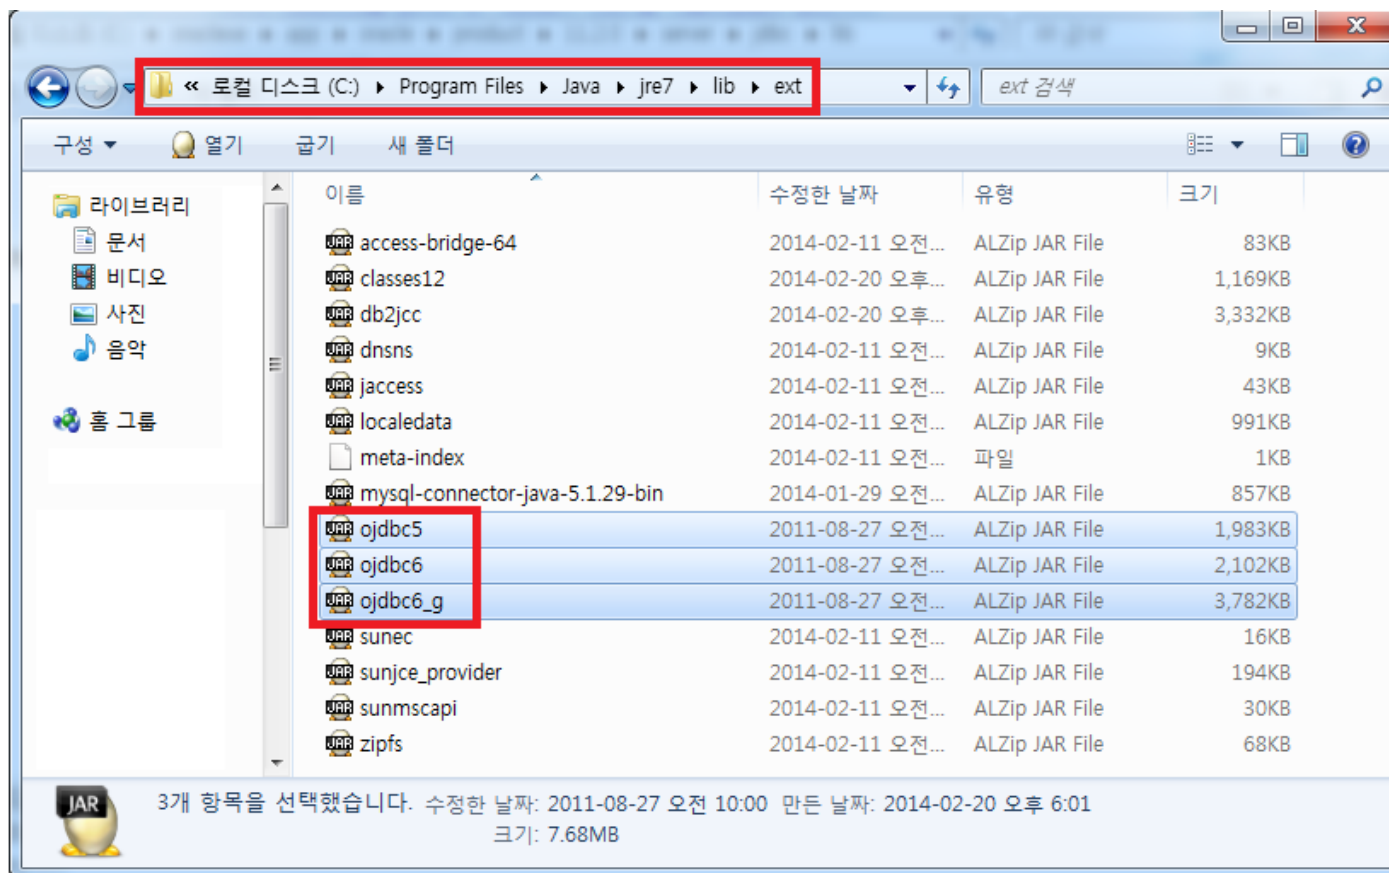 « 로컬 디스크 (C:) ▸ Program Files ▸ Java ▸ jre7 ▸ lib ▸ ext
ext 검색
구성 열기 굽기 새 폴더
라이브러리
문서
비디오
사진
음악
홈 그룹
이름 수정한 날짜 유형 크기
access-bridge-64 2014-02-11 오전... ALZip JAR File 83KB
classes12 2014-02-20 오후... ALZip JAR File 1,169KB
db2jcc 2014-02-20 오후... ALZip JAR File 3,332KB
dnsns 2014-02-11 오전... ALZip JAR File 9KB
jaccess 2014-02-11 오전... ALZip JAR File 43KB
localedata 2014-02-11 오전... ALZip JAR File 991KB
meta-index 2014-02-11 오전... 파일 1KB
mysql-connector-java-5.1.29-bin 2014-01-29 오전... ALZip JAR File 857KB
ojdbc5 2011-08-27 오전... ALZip JAR File 1,983KB
ojdbc6 2011-08-27 오전... ALZip JAR File 2,102KB
ojdbc6_g 2011-08-27 오전... ALZip JAR File 3,782KB
sunec 2014-02-11 오전... ALZip JAR File 16KB
sunjce_provider 2014-02-11 오전... ALZip JAR File 194KB
sunmscapi 2014-02-11 오전... ALZip JAR File 30KB
zipfs 2014-02-11 오전... ALZip JAR File 68KB
JAR 3개 항목을 선택했습니다. 수정한 날짜: 2011-08-27 오전 10:00 만든 날짜: 2014-02-20 오후 6:01
크기: 7.68MB